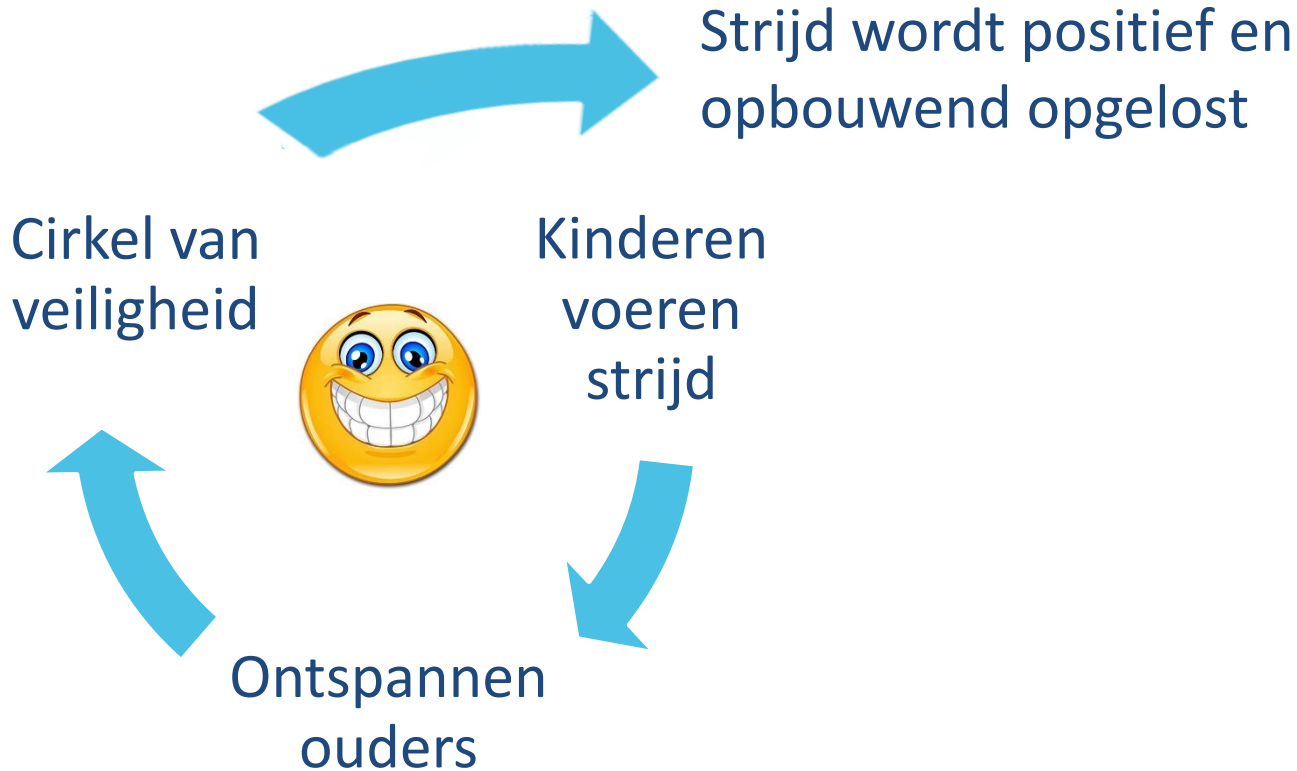 Strijd wordt positief en
opbouwend opgelost
Cirkel van
veiligheid
Kinderen
voeren
strijd
Ontspannen
ouders